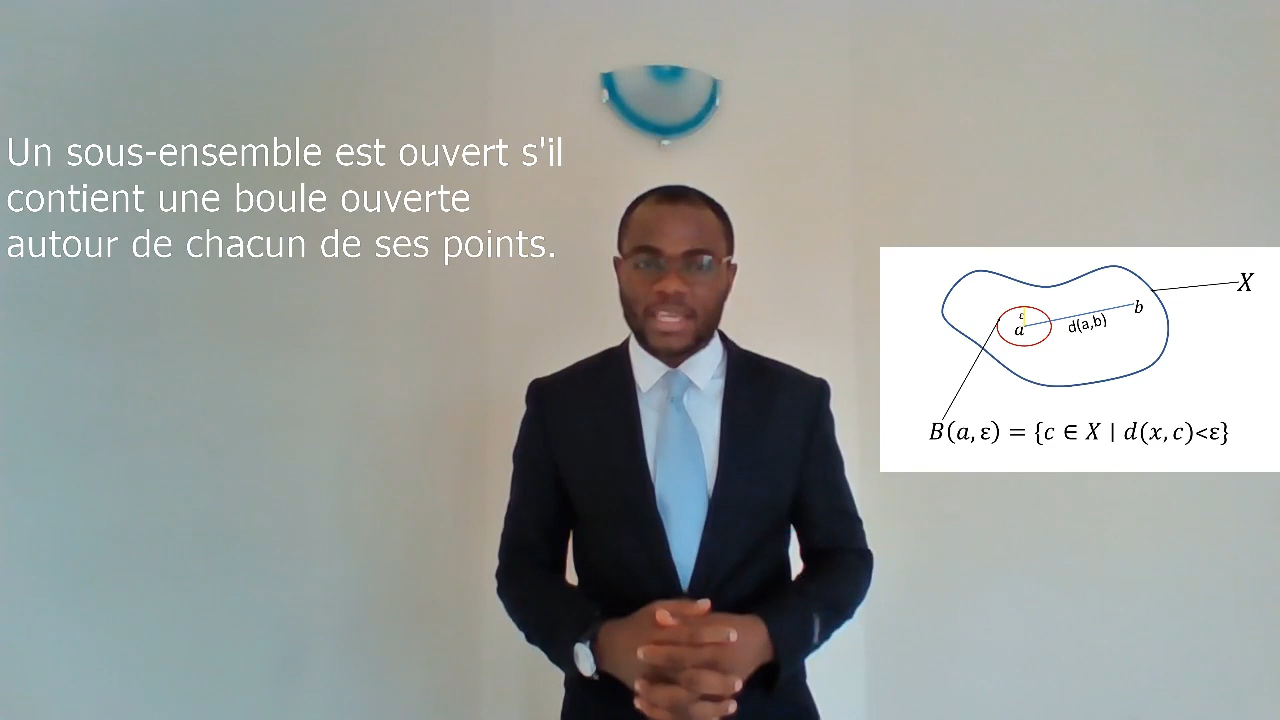 Un sous-ensemble est ouvert s'il
contient une boule ouverte
autour de chacun de ses points.
X
ε
a
b
d(a,b)
B(a, ε) = {c ∈ X | d(x, c)<ε}